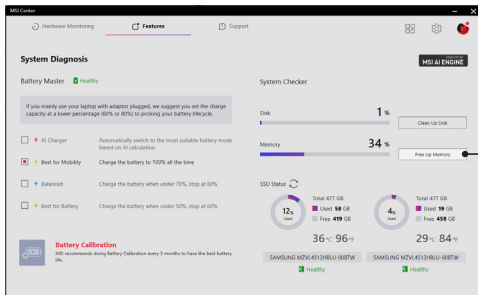 MSI Center
Hardware Monitoring
Features
Support
System Diagnosis
POWERED BY
MSI AI ENGINE
Battery Master
Healthy
If you mainly use your laptop with adaptor plugged, we suggest you set the charge
capacity at a lower percentage (60% or 80%) to prolong your battery lifecycle.
AI Charger
Automatically switch to the most suitable battery mode
based on AI calculation
Best for Mobility
Charge the battery to 100% all the time
Balanced
Charge the battery when under 70%, stop at 80%
Best for Battery
Charge the battery when under 50%, stop at 60%
Battery Calibration
MSI recommends doing Battery Calibration every 3 months to have the best battery
life.
System Checker
Disk
1 %
Clean Up Disk
Memory
34 %
Free Up Memory
SSD Status
12%
Used
Total 477 GB
Used 58 GB
Free 419 GB
36°C 96°F
SAMSUNG MZVL4512HBLU-00BTW
Healthy
4%
Used
Total 477 GB
Used 19 GB
Free 458 GB
29°C 84°F
SAMSUNG MZVL4512HBLU-00BTW
Healthy